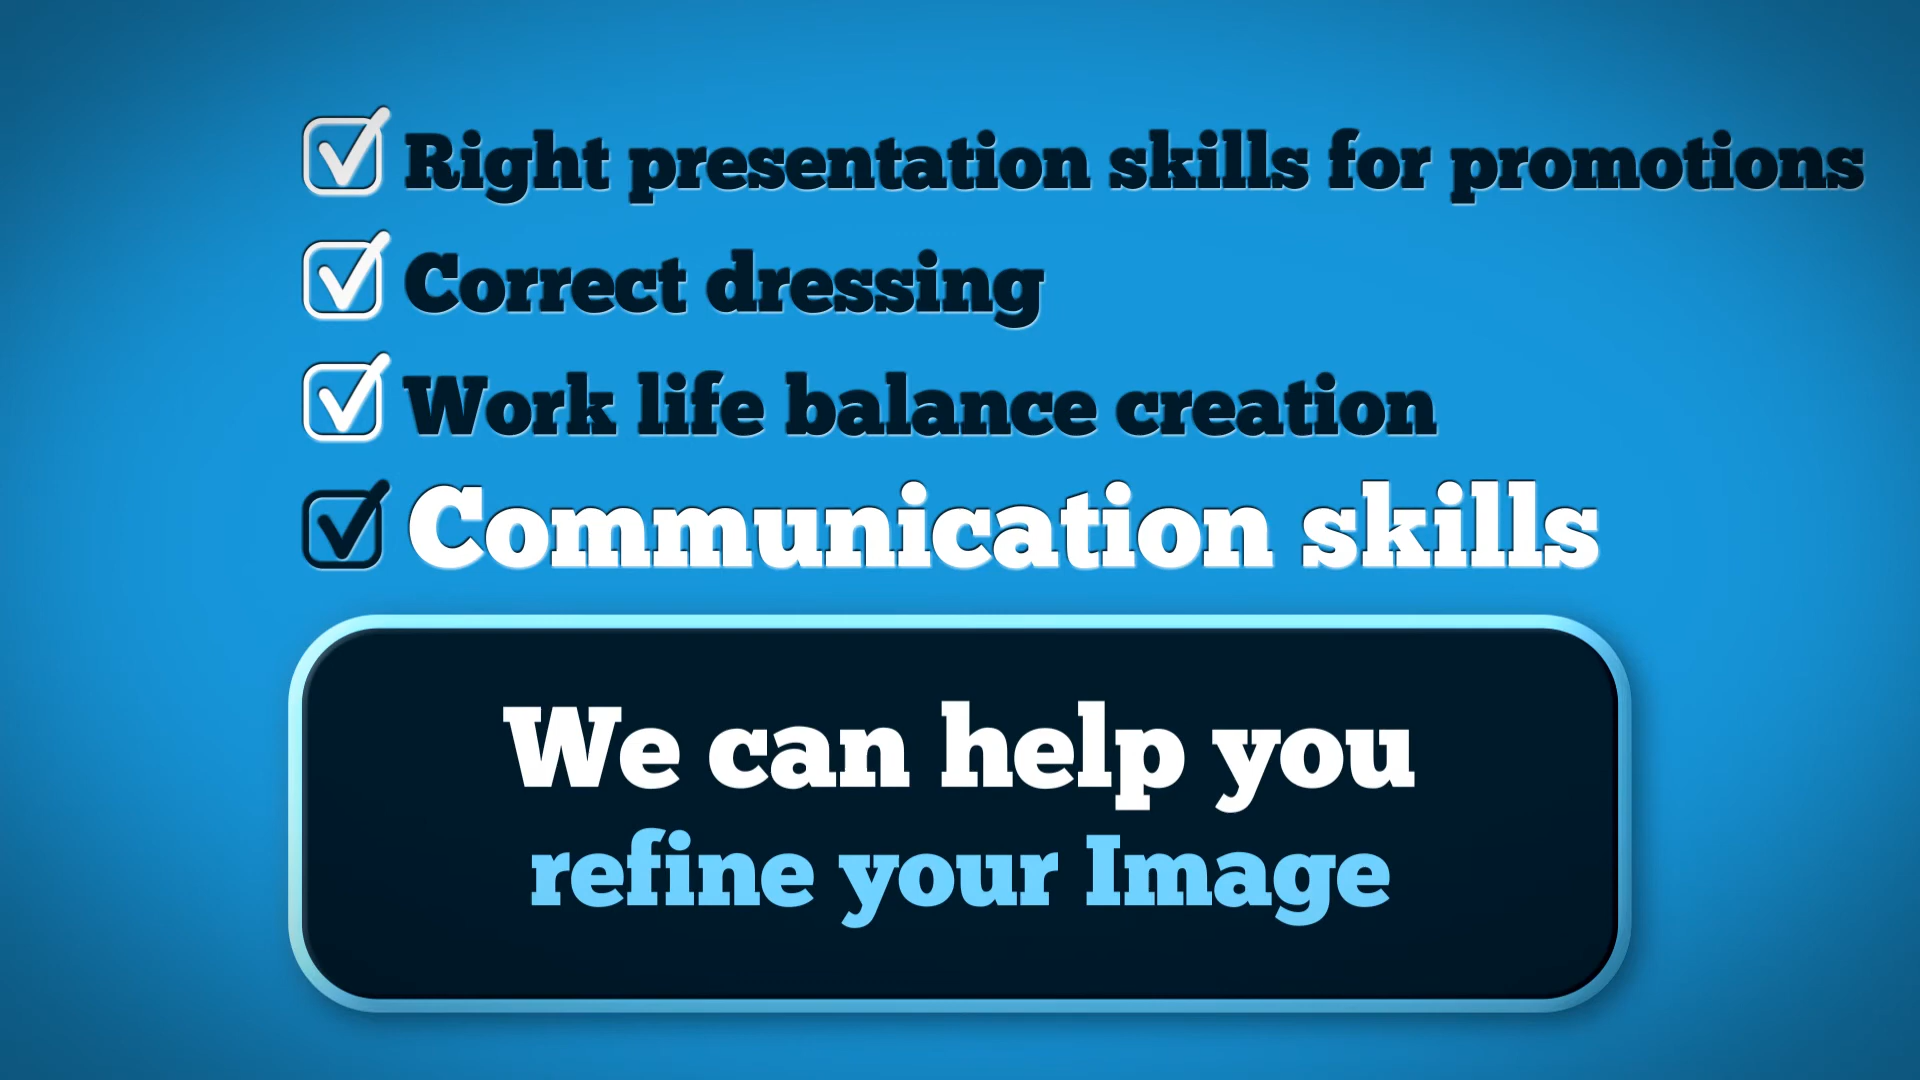 Right presentation skills for promotions
Correct dressing
Work life balance creation
Communication skills
We can help you
refine your Image